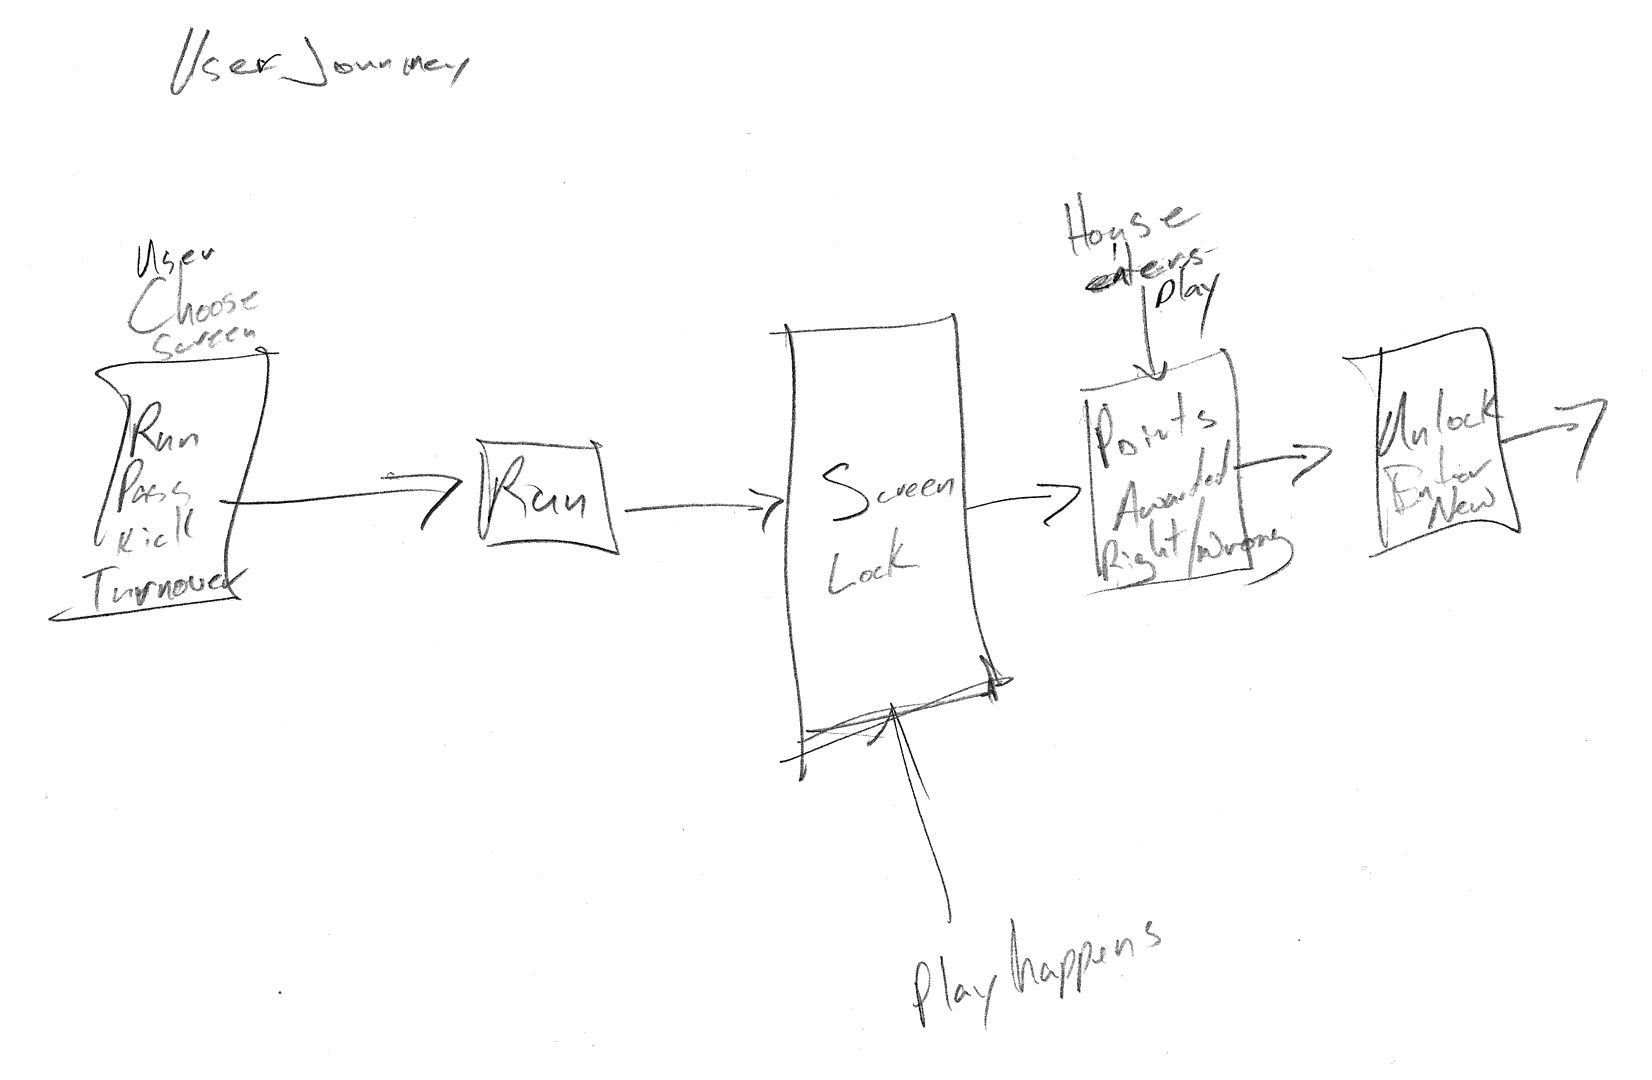 User Journey
User
Choose
Screen
Run
Pass
Kick
Turnover
Run
Screen
Lock
Play happens
House
enters
play
Points
Awarded
Right/Wrong
Unlock
Enter
New